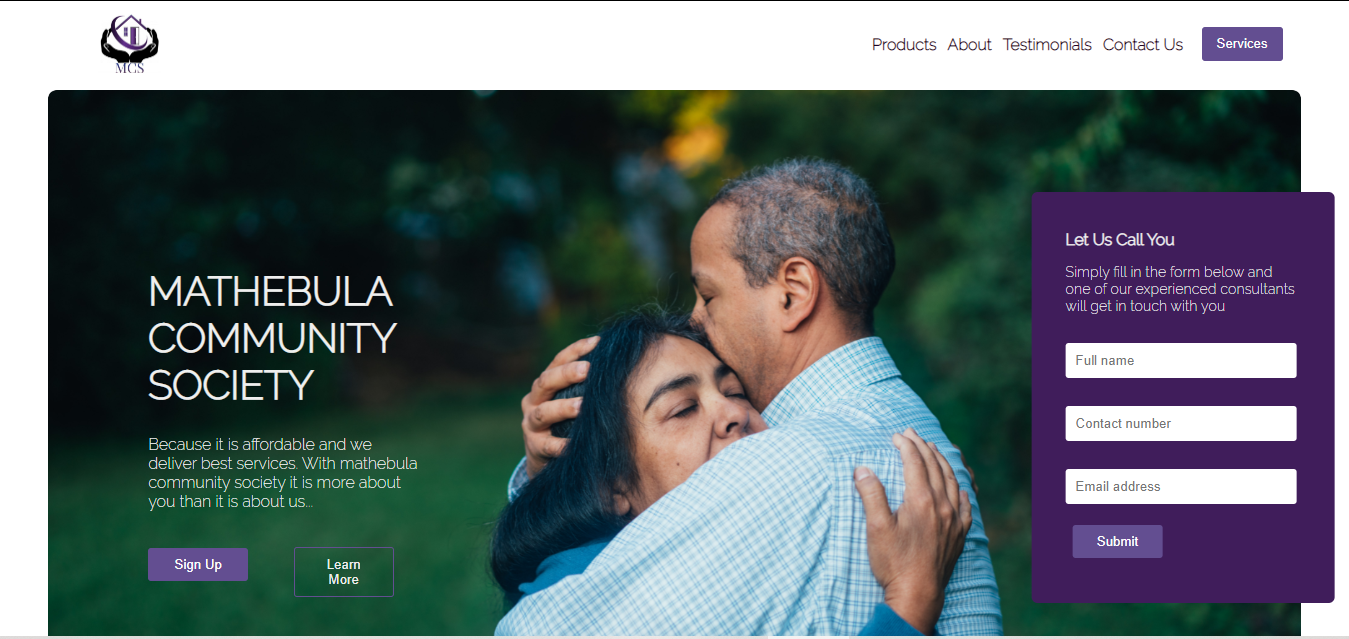 MCS
Products About Testimonials Contact Us Services
MATHEBULA
COMMUNITY
SOCIETY
Because it is affordable and we
deliver best services. With mathebula
community society it is more about
you than it is about us...
Sign Up
Learn
More
Let Us Call You
Simply fill in the form below and
one of our experienced consultants
will get in touch with you
Full name
Contact number
Email address
Submit